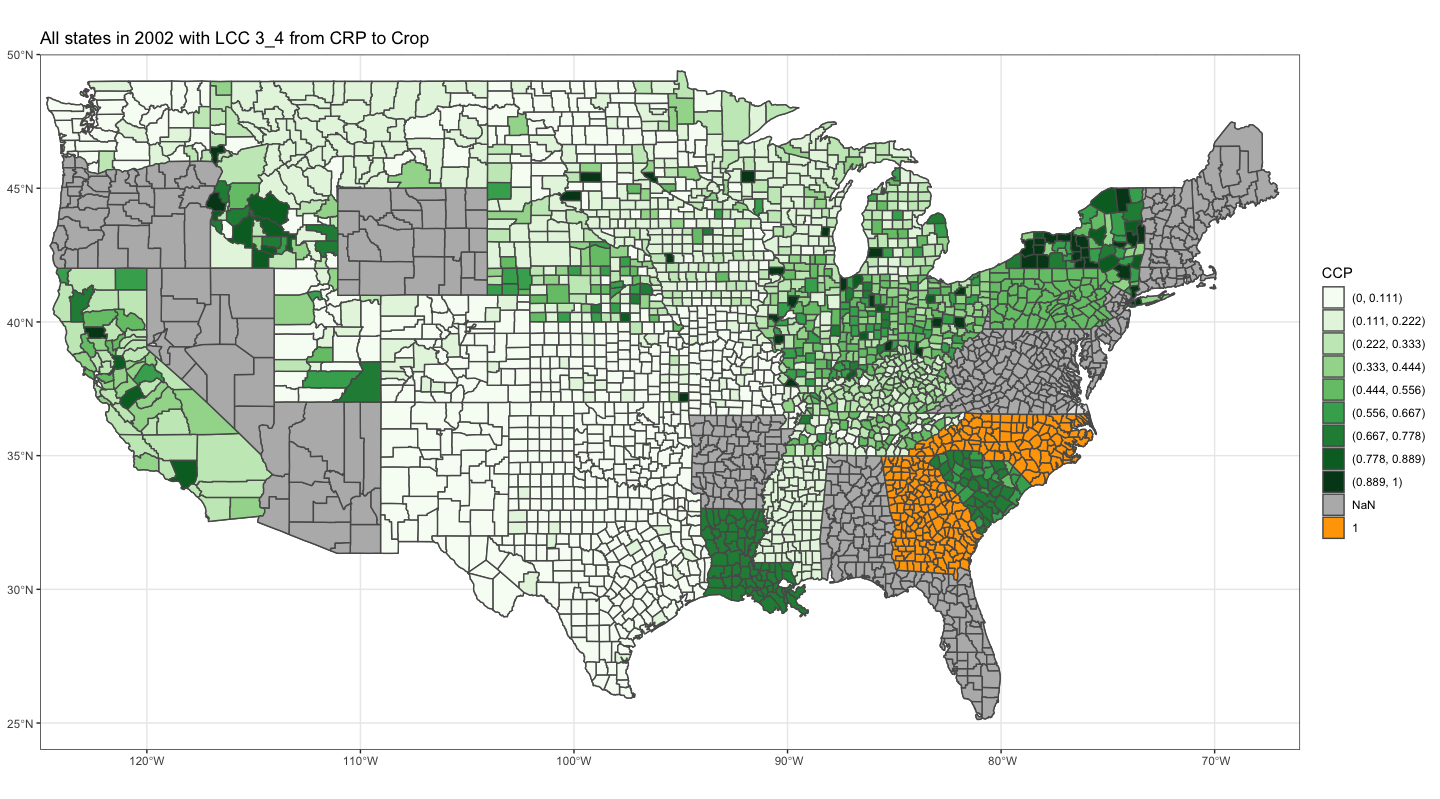 All states in 2002 with LCC 3_4 from CRP to Crop
50°N
45°N
40°N
35°N
30°N
25°N
120°W
110°W
100°W
90°W
80°W
70°W
CCP
(0, 0.111)
(0.111, 0.222)
(0.222, 0.333)
(0.333, 0.444)
(0.444, 0.556)
(0.556, 0.667)
(0.667, 0.778)
(0.778, 0.889)
(0.889, 1)
NaN
1